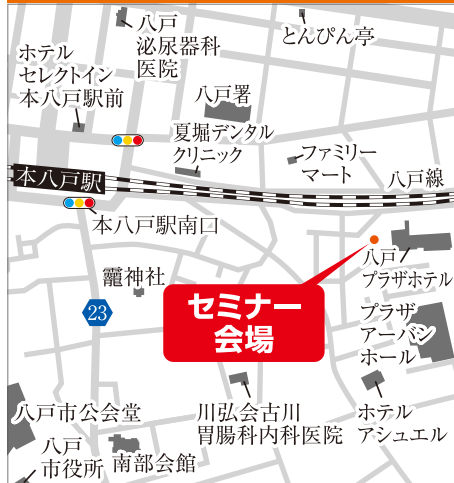 八戸
泌尿器科
医院
とんぴん亭
ホテル
セレクトイン
本八戸駅前
八戸署
夏堀デンタル
クリニック
ファミリー
マート
八戸線
本八戸駅
本八戸駅南口
八戸
プラザホテル
龗神社
セミナー
会場
23
プラザ
アーバン
ホール
八戸市公会堂
川弘会古川
胃腸科内科医院
ホテル
アシュエル
八戸
市役所
南部会館